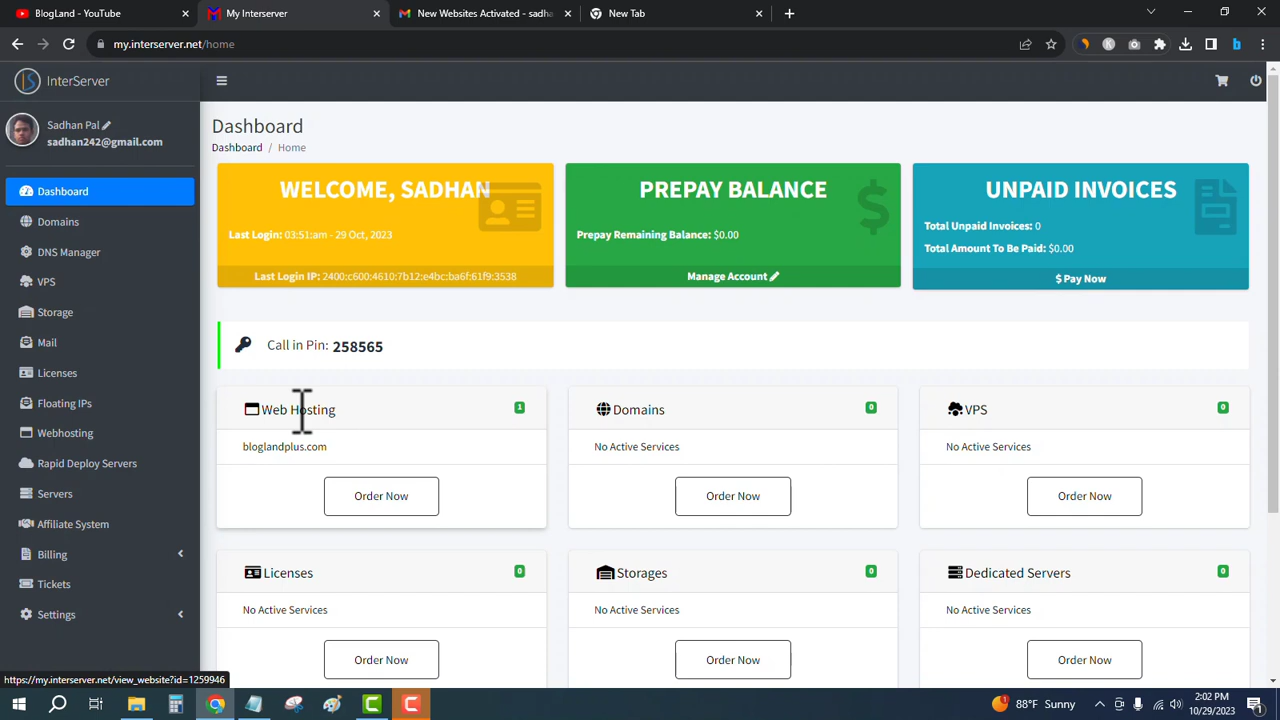 BlogLand - YouTube
My Interserver
New Websites Activated - sadha
New Tab
my.interserver.net/home
InterServer
Sadhan Pal
sadhan242@gmail.com
Dashboard
Domains
DNS Manager
VPS
Storage
Mail
Licenses
Floating IPs
Webhosting
Rapid Deploy Servers
Servers
Affiliate System
Billing
Tickets
Settings
Dashboard
Dashboard / Home
WELCOME, SADHAN
Last Login: 03:51:am - 29 Oct, 2023
Last Login IP: 2400:c600:4610:7b12:e4bc:ba6f:61f9:3538
PREPAY BALANCE
Prepay Remaining Balance: $0.00
Manage Account
UNPAID INVOICES
Total Unpaid Invoices: 0
Total Amount To Be Paid: $0.00
$ Pay Now
Call in Pin: 258565
Web Hosting 1
bloglandplus.com
Order Now
Domains 0
No Active Services
Order Now
VPS 0
No Active Services
Order Now
Licenses 0
No Active Services
Order Now
Storages 0
No Active Services
Order Now
Dedicated Servers 0
No Active Services
Order Now
https://my.interserver.net/view_website?id=1259946
88°F Sunny
2:02 PM
10/29/2023